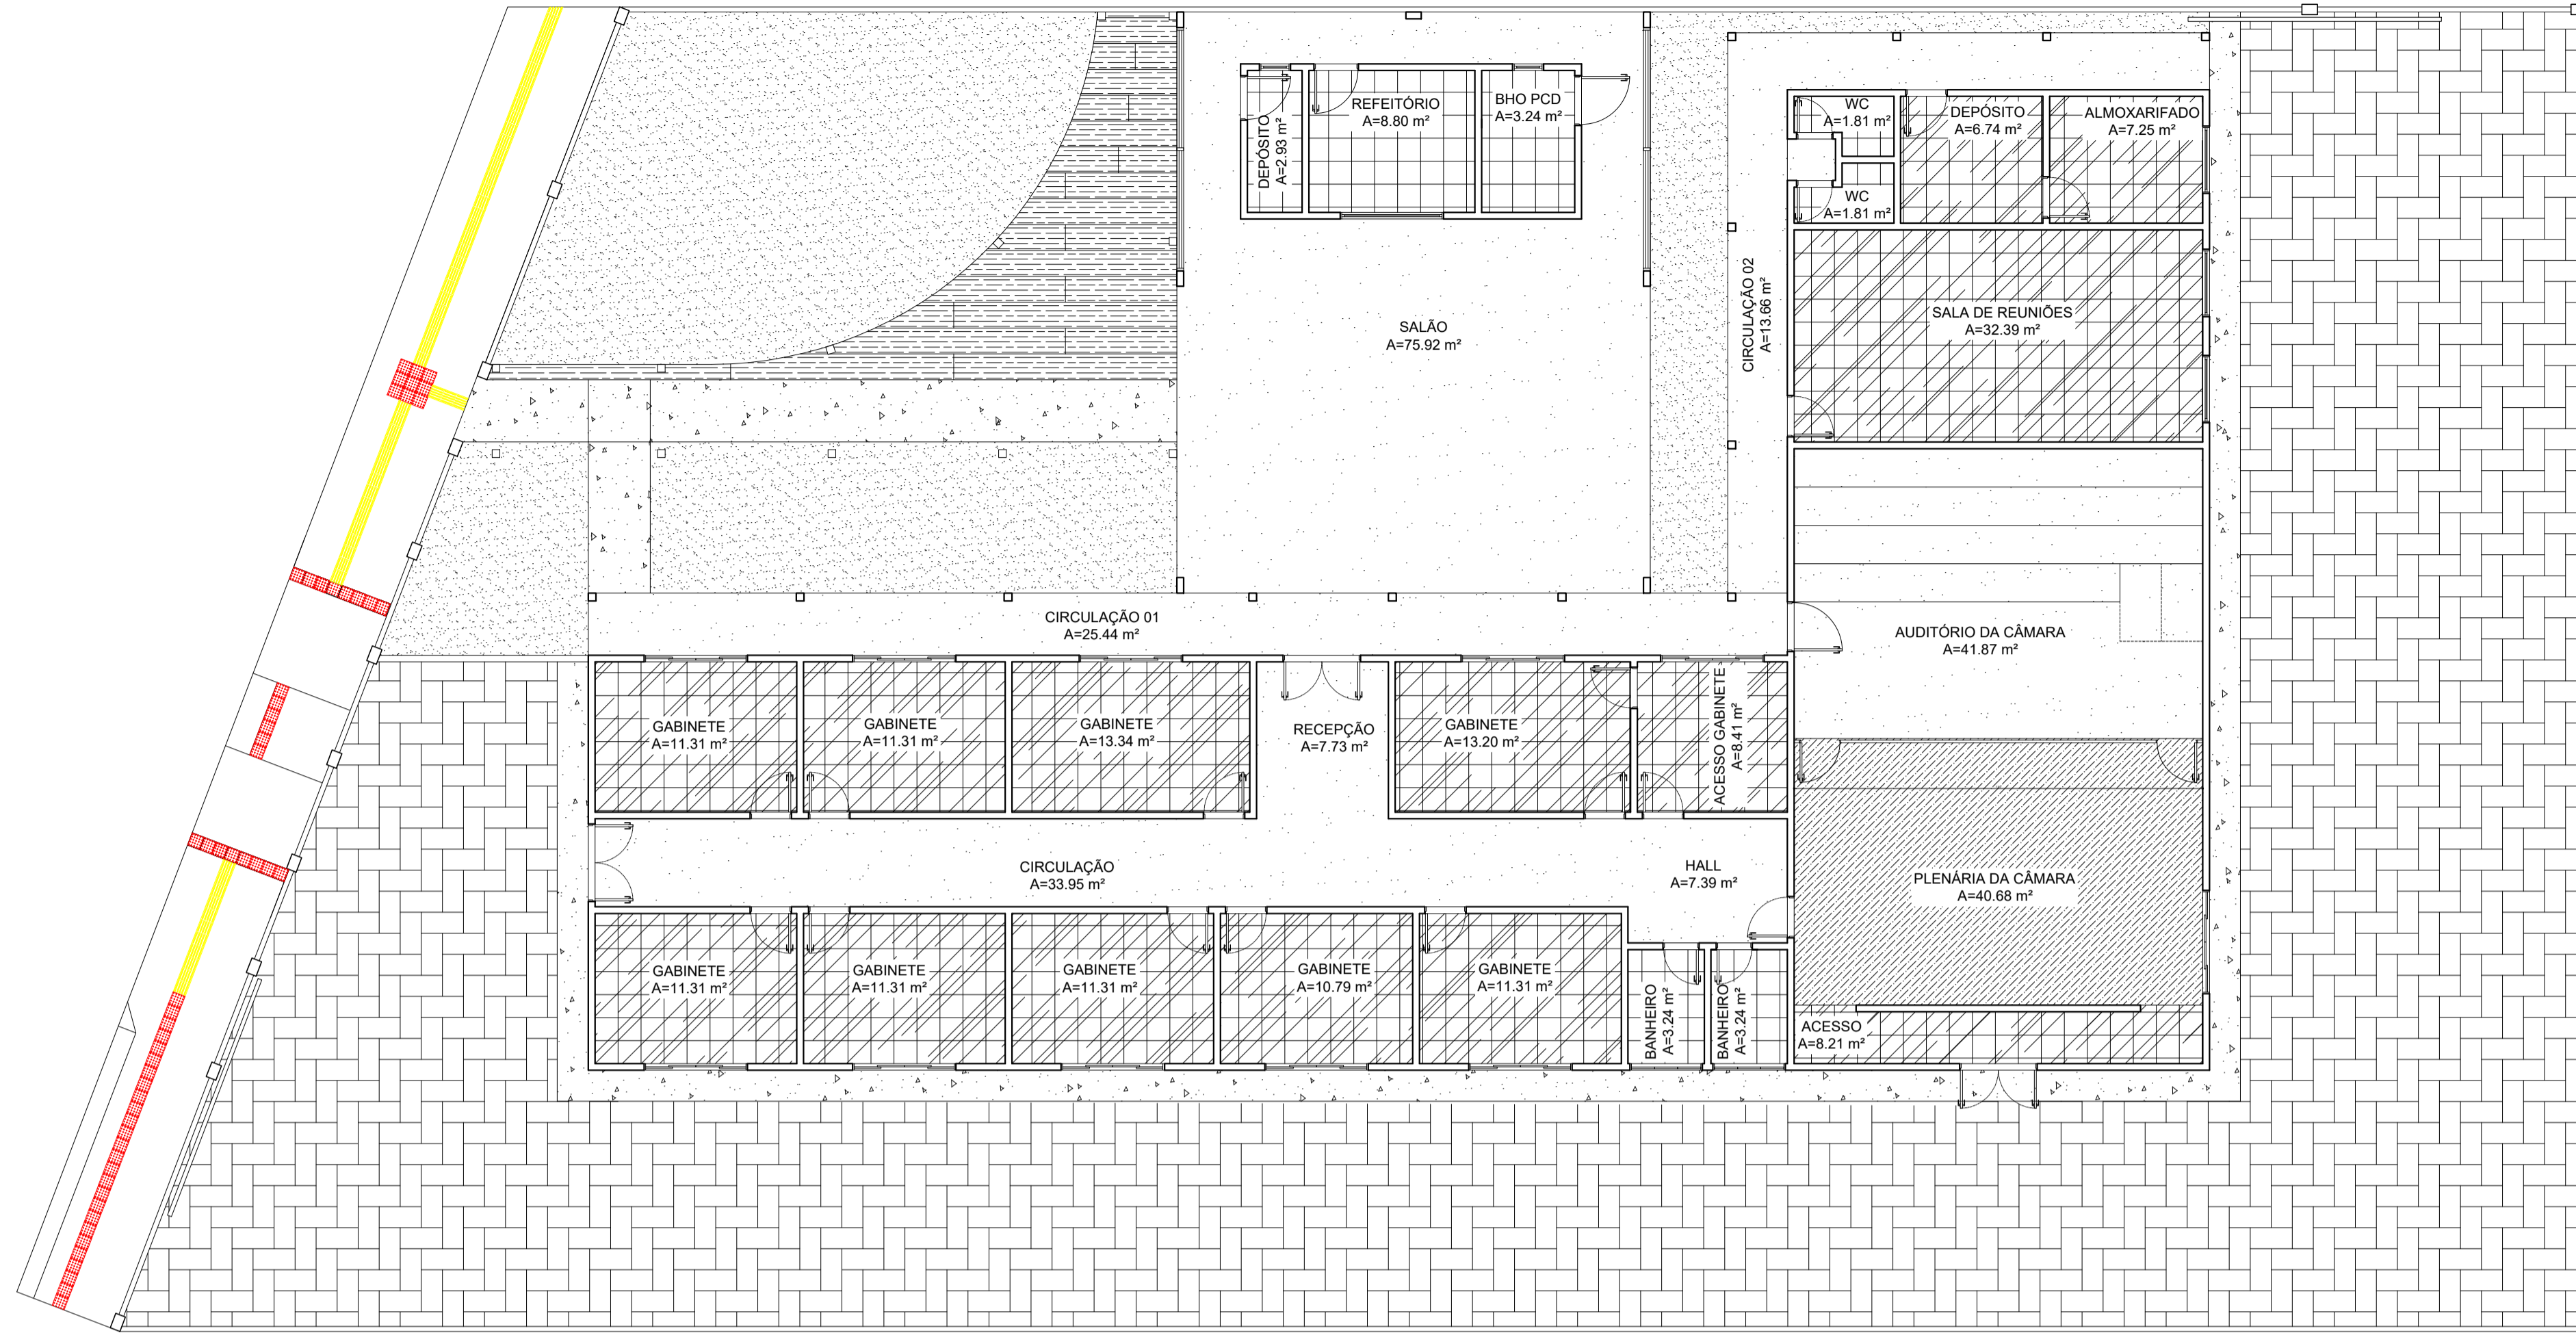 WC
A=1.81 m²
DEPÓSITO
A=2.93 m²
REFEITÓRIO
A=8.80 m²
BHO PCD
A=3.24 m²
DEPÓSITO
A=6.74 m²
ALMOXARIFADO
A=7.25 m²
WC
A=1.81 m²
CIRCULAÇÃO 02
A=13.66 m²
SALA DE REUNIÕES
A=32.39 m²
SALÃO
A=75.92 m²
CIRCULAÇÃO 01
A=25.44 m²
AUDITÓRIO DA CÂMARA
A=41.87 m²
GABINETE
A=11.31 m²
GABINETE
A=11.31 m²
GABINETE
A=13.34 m²
RECEPÇÃO
A=7.73 m²
GABINETE
A=13.20 m²
ACESSO GABINETE
A=8.41 m²
CIRCULAÇÃO
A=33.95 m²
HALL
A=7.39 m²
PLENÁRIA DA CÂMARA
A=40.68 m²
GABINETE
A=11.31 m²
GABINETE
A=11.31 m²
GABINETE
A=11.31 m²
GABINETE
A=10.79 m²
GABINETE
A=11.31 m²
BANHEIRO
A=3.24 m²
BANHEIRO
A=3.24 m²
ACESSO
A=8.21 m²